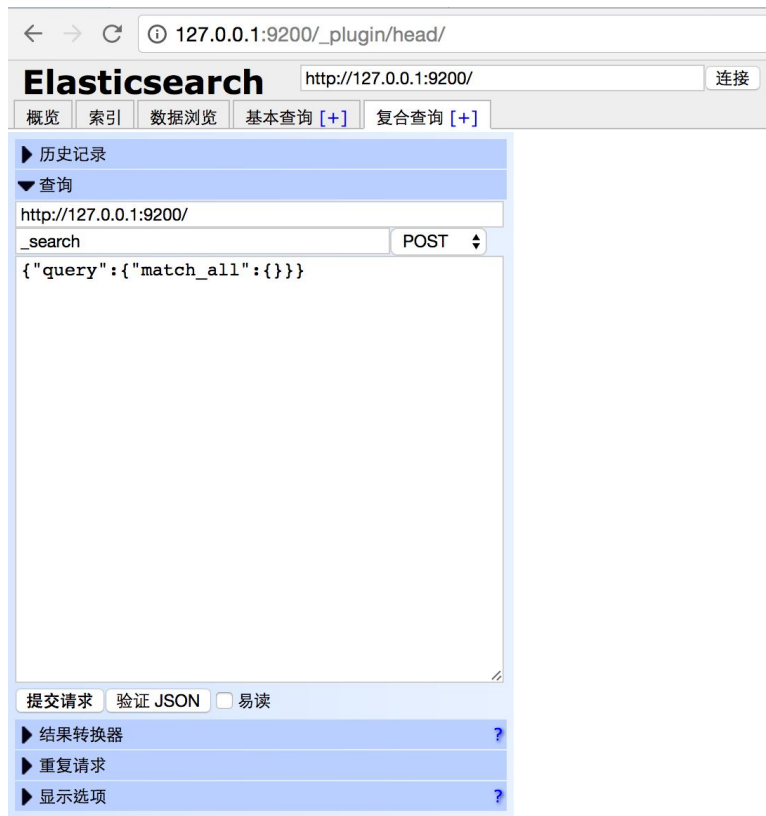 127.0.0.1:9200/_plugin/head/
Elasticsearch http://127.0.0.1:9200/ 连接
概览 索引 数据浏览 基本查询 [+] 复合查询 [+]
历史记录
查询
http://127.0.0.1:9200/
_search POST
{"query":{"match_all":{}}}
提交请求 验证 JSON 易读
结果转换器 ?
重复请求
显示选项 ?